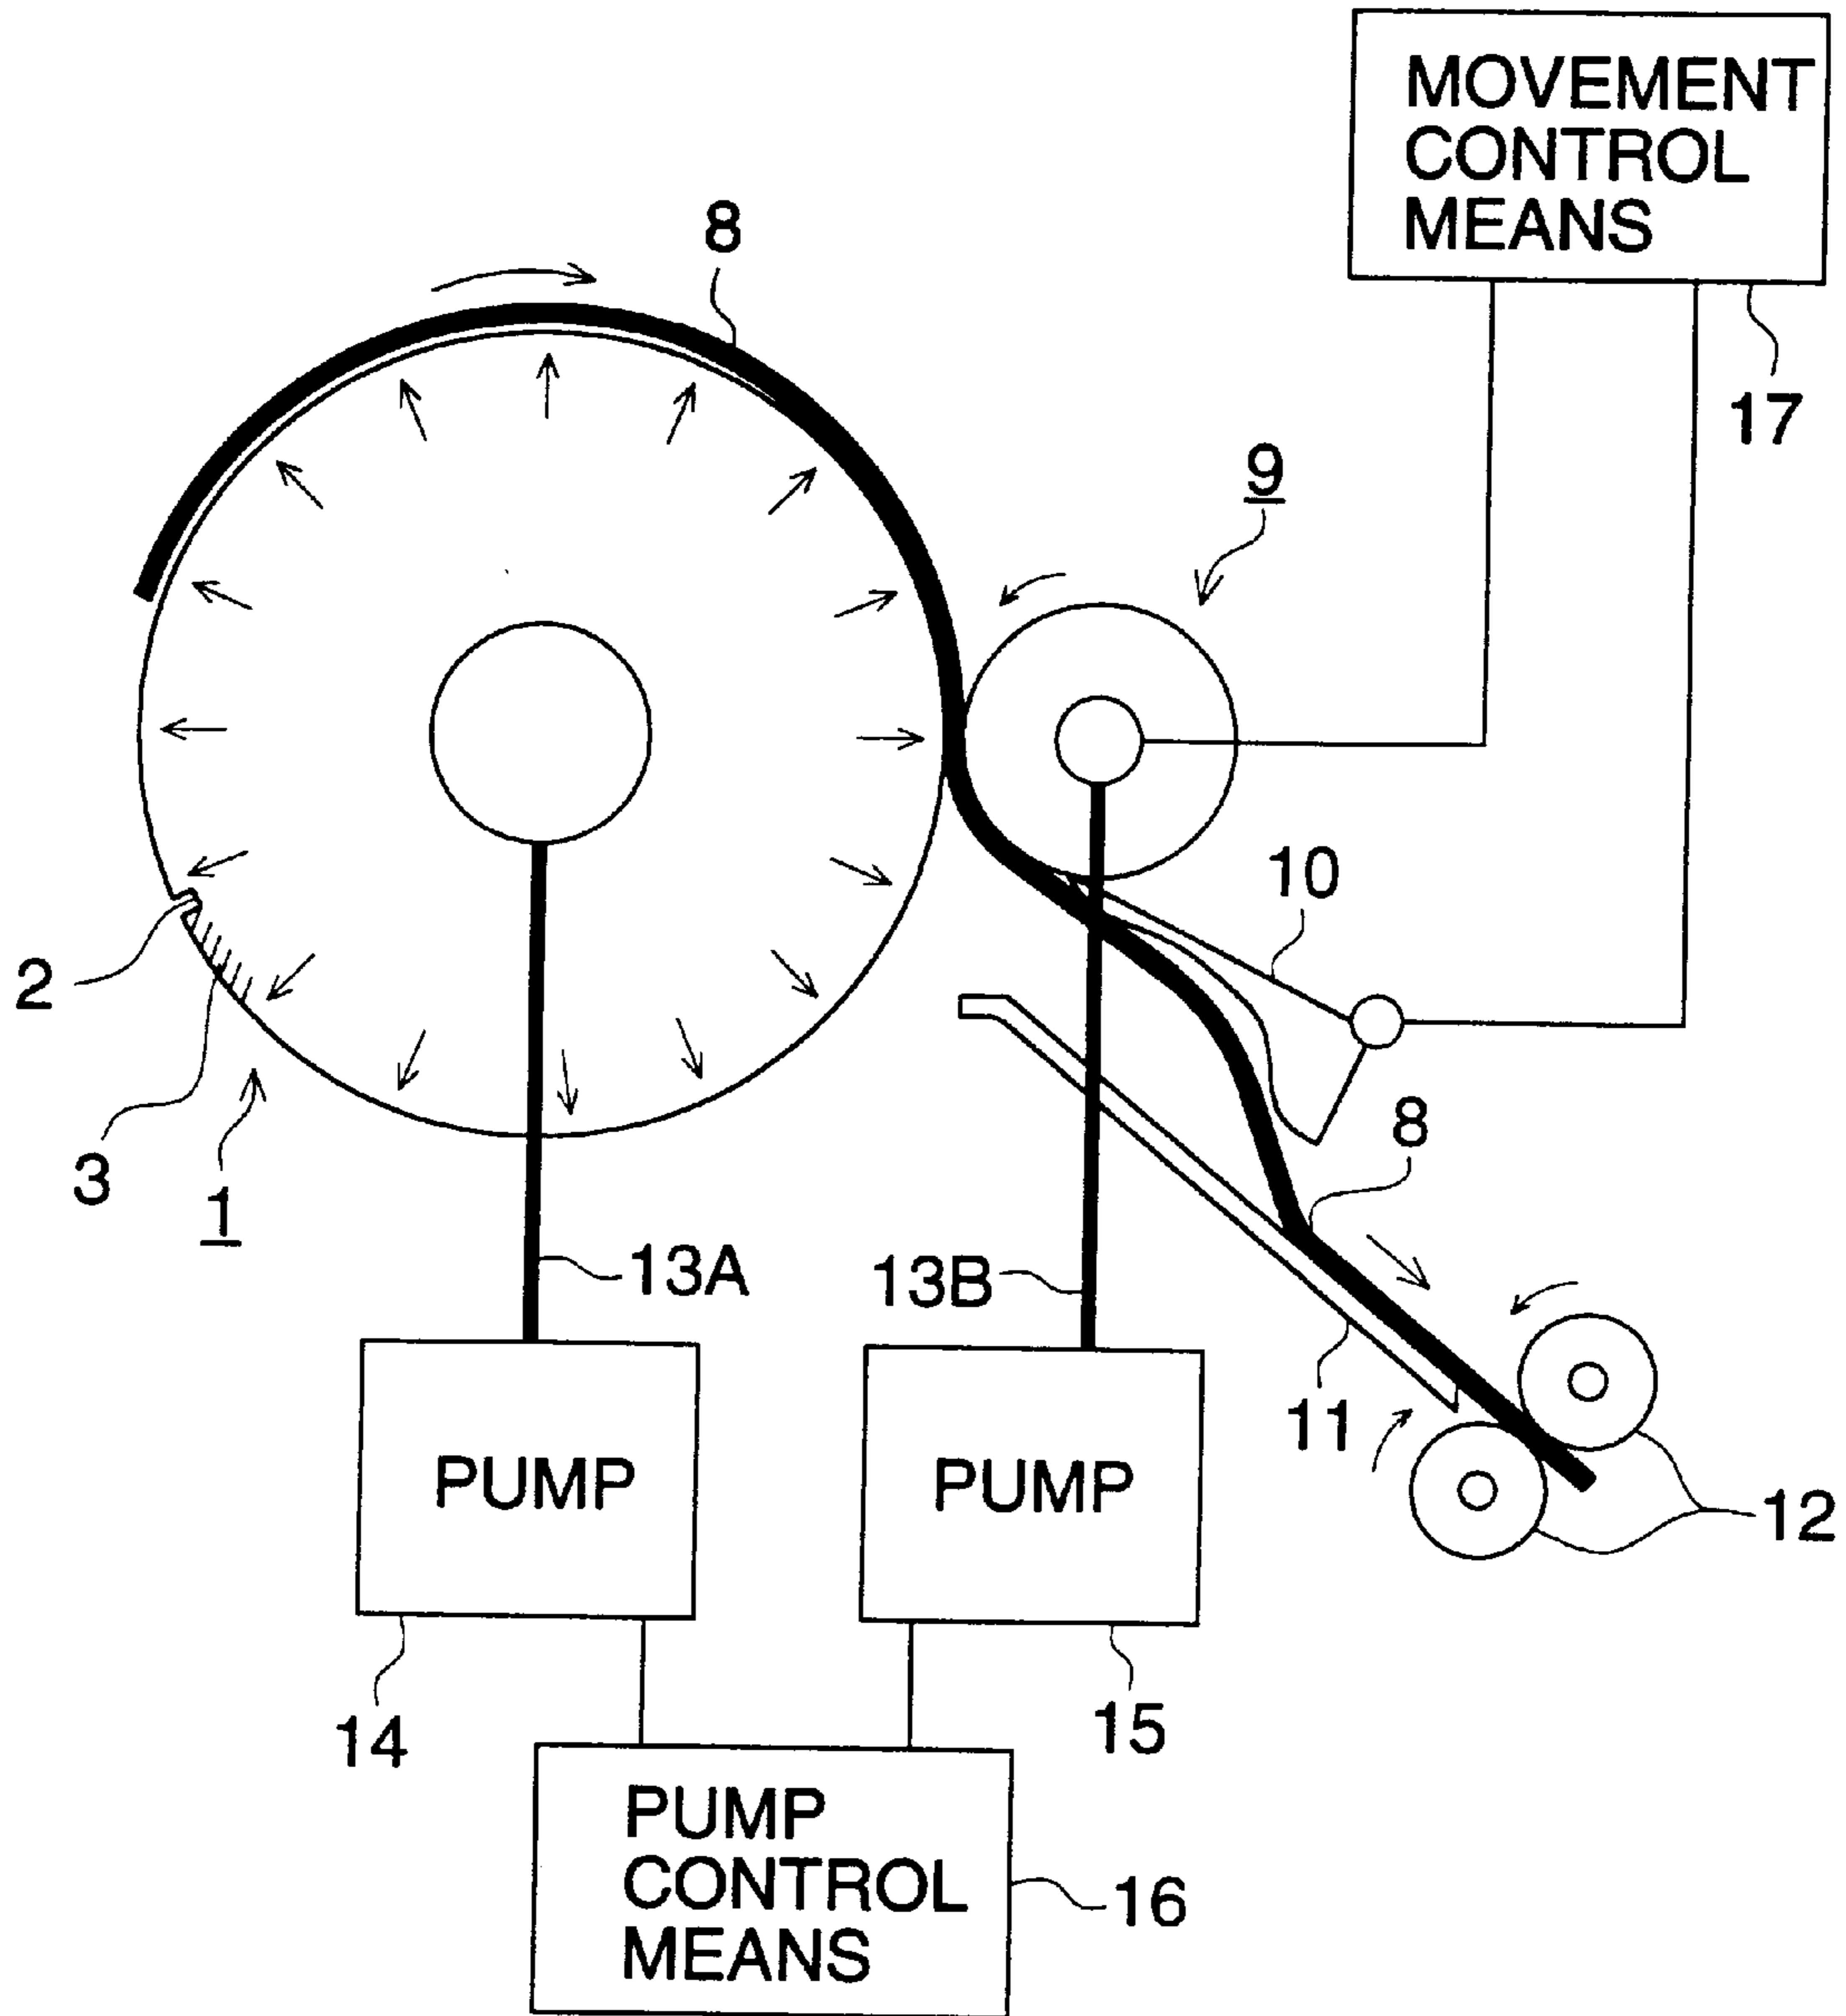 MOVEMENT
CONTROL
MEANS
8
17
9
10
2
8
3
1
13A
13B
11
PUMP
PUMP
12
14
15
PUMP
CONTROL
MEANS
16